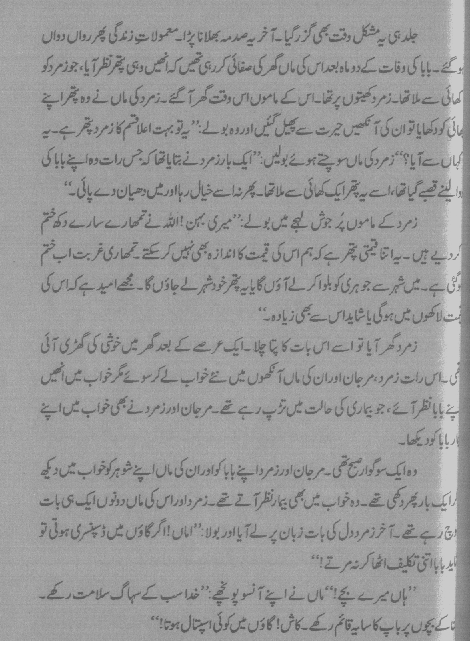 جلد ہی یہ مشکل وقت بھی گزر گیا۔ آخر یہ صدمہ بھلانا پڑا۔ معمولاتِ زندگی پھر رواں دواں
ہو گئے۔ بابا کی وفات کے دو ماہ بعد اس کی ماں گھر کی صفائی کر رہی تھیں کہ انھیں وہی پتھر نظر آیا، جو زمرد کو
کھائی سے ملا تھا۔ زمرد کھیتوں پر تھا۔ اس کے ماموں اس وقت گھر آ گئے۔ زمرد کی ماں نے وہ پتھر اپنے
بھائی کو دکھایا تو ان کی آنکھیں حیرت سے پھیل گئیں اور وہ بولے: ”یہ تو بہت اعلا قسم کا زمرد پتھر ہے۔ یہ
کہاں سے آیا؟“ زمرد کی ماں سوچتے ہوئے بولیں: ”ایک بار زمرد نے بتایا تھا کہ جس رات وہ اپنے بابا کی
دوا لینے قصبے گیا تھا، اسے یہ پتھر ایک کھائی سے ملا تھا۔ پھر نہ اسے خیال رہا اور میں دھیان دے پائی۔“
زمرد کے ماموں پُر جوش لہجے میں بولے: ”میری بہن! اللہ نے تمھارے سارے دکھ ختم
کر دیے ہیں۔ یہ اتنا قیمتی پتھر ہے کہ ہم اس کی قیمت کا اندازہ بھی نہیں کر سکتے۔ تمھاری غربت اب ختم
ہو گئی ہے۔ میں شہر سے جوہری کو بلوا کر لے آؤں گا یا یہ پتھر خود شہر لے جاؤں گا۔ مجھے امید ہے کہ اس کی
قیمت لاکھوں میں ہو گی یا شاید اس سے بھی زیادہ۔“
زمرد گھر آیا تو اسے اس بات کا پتا چلا۔ ایک عرصے کے بعد گھر میں خوشی کی گھڑی آئی
تھی۔ اس رات زمرد، مرجان اور ان کی ماں آنکھوں میں نئے خواب لے کر سوئے مگر خواب میں انھیں
اپنے بابا نظر آئے، جو بیماری کی حالت میں تڑپ رہے تھے۔ مرجان اور زمرد نے بھی خواب میں اپنے
بابا کو دیکھا۔
وہ ایک سوگوار صبح تھی۔ مرجان اور زمرد اپنے بابا کو اور ان کی ماں اپنے شوہر کو خواب میں دیکھ
کر ایک بار پھر دکھی تھے۔ وہ خواب میں بھی بیمار نظر آتے تھے۔ زمرد اور اس کی ماں دونوں ایک ہی بات
سوچ رہے تھے۔ آخر زمرد دل کی بات زبان پر لے آیا اور بولا: ”اماں! اگر گاؤں میں ڈسپنسری ہوتی تو
شاید بابا اتنی تکلیف اٹھا کر نہ مرتے!“
”ہاں میرے بچے!“ ماں نے اپنے آنسو پونچھے: ”خدا سب کے سہاگ سلامت رکھے۔
کے بچوں پر باپ کا سایہ قائم رکھے۔ کاش! گاؤں میں کوئی اسپتال ہوتا!“